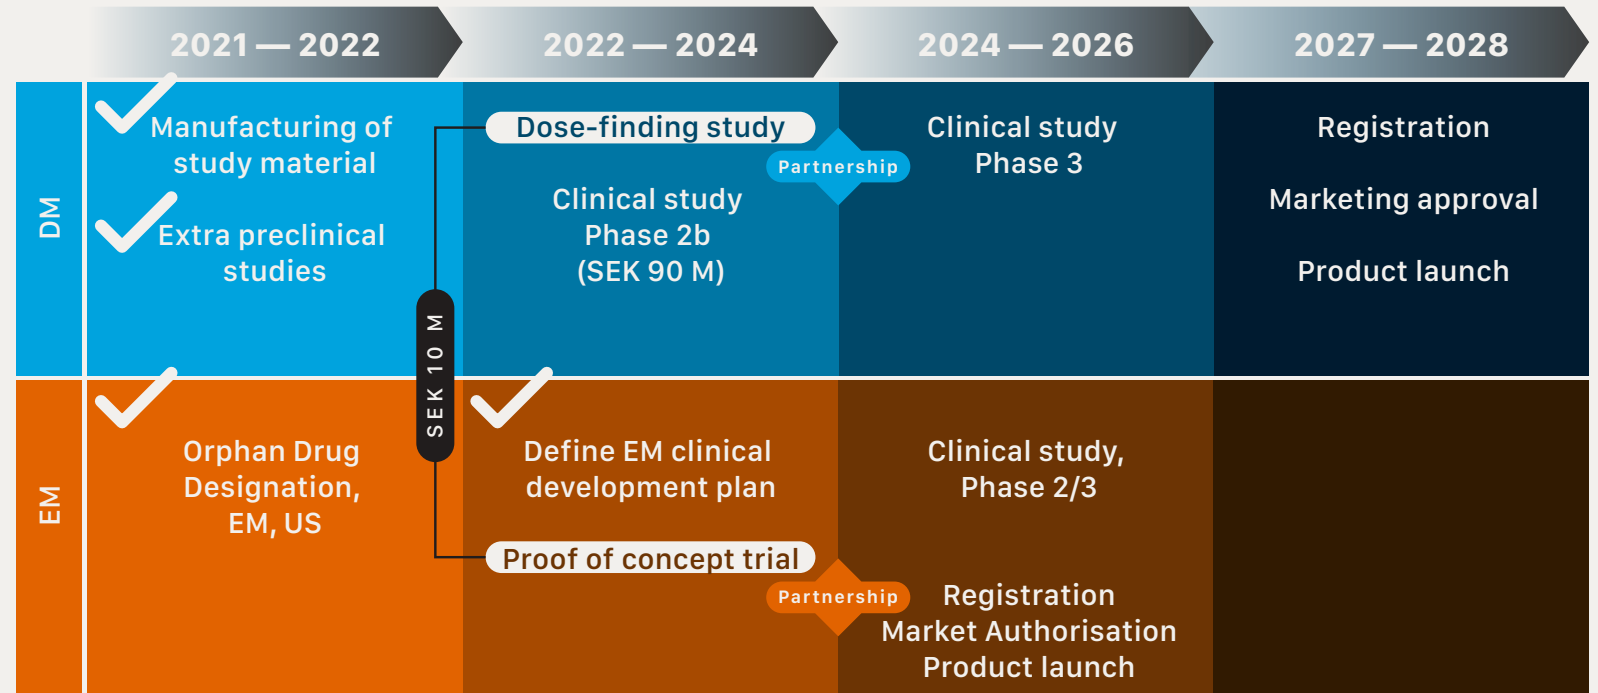 2021 — 2022
2022 — 2024
2024 — 2026
2027 — 2028
DM
Manufacturing of
study material
Extra preclinical
studies
SEK 10 M
Dose-finding study
Clinical study
Phase 2b
(SEK 90 M)
Partnership
Clinical study
Phase 3
Registration
Marketing approval
Product launch
EM
Orphan Drug
Designation,
EM, US
Define EM clinical
development plan
Proof of concept trial
Partnership
Clinical study,
Phase 2/3
Registration
Market Authorisation
Product launch